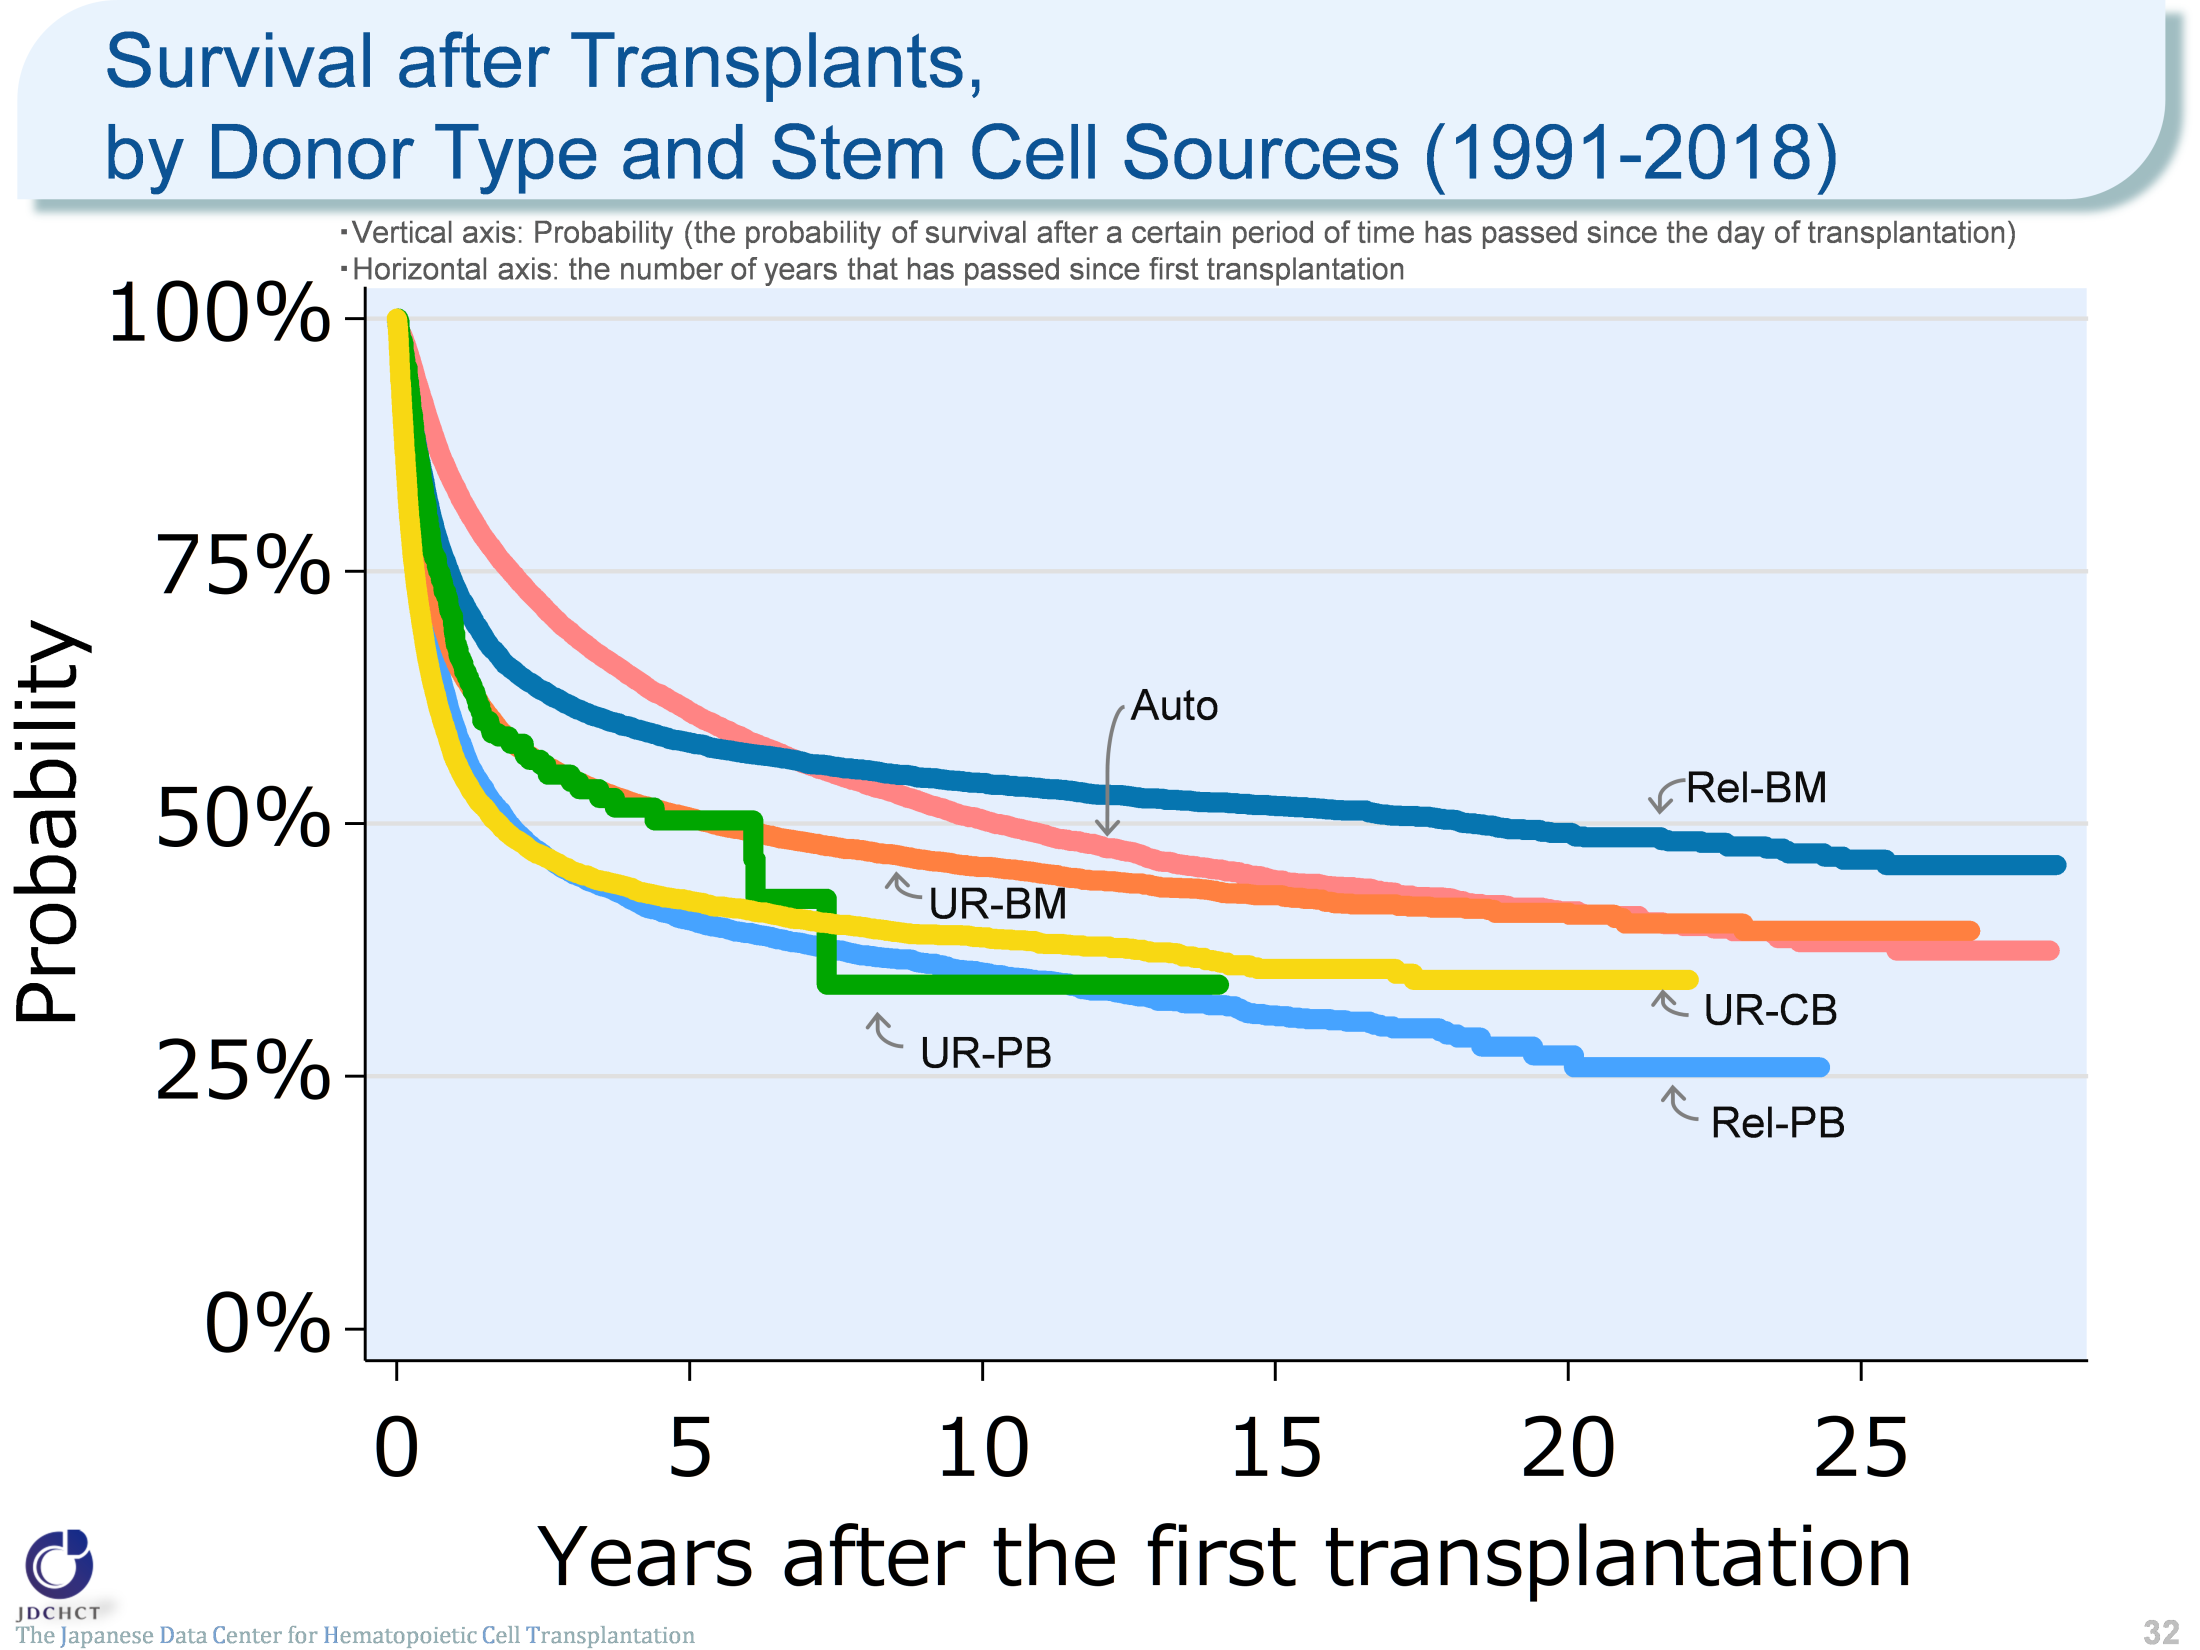 Survival after Transplants,
by Donor Type and Stem Cell Sources (1991-2018)
・Vertical axis: Probability (the probability of survival after a certain period of time has passed since the day of transplantation)
・Horizontal axis: the number of years that has passed since first transplantation
100%
75%
50%
25%
0%
Probability
Auto
Rel-BM
UR-BM
UR-CB
UR-PB
Rel-PB
0 5 10 15 20 25
Years after the first transplantation
JDCHCT
The Japanese Data Center for Hematopoietic Cell Transplantation
32